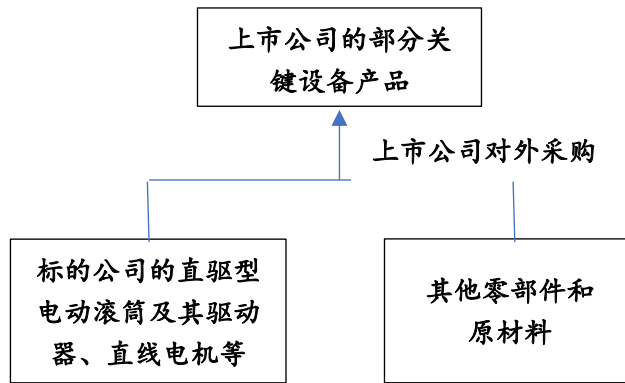 上市公司的部分关
键设备产品
上市公司对外采购
标的公司的直驱型
电动滚筒及其驱动
器、直线电机等
其他零部件和
原材料